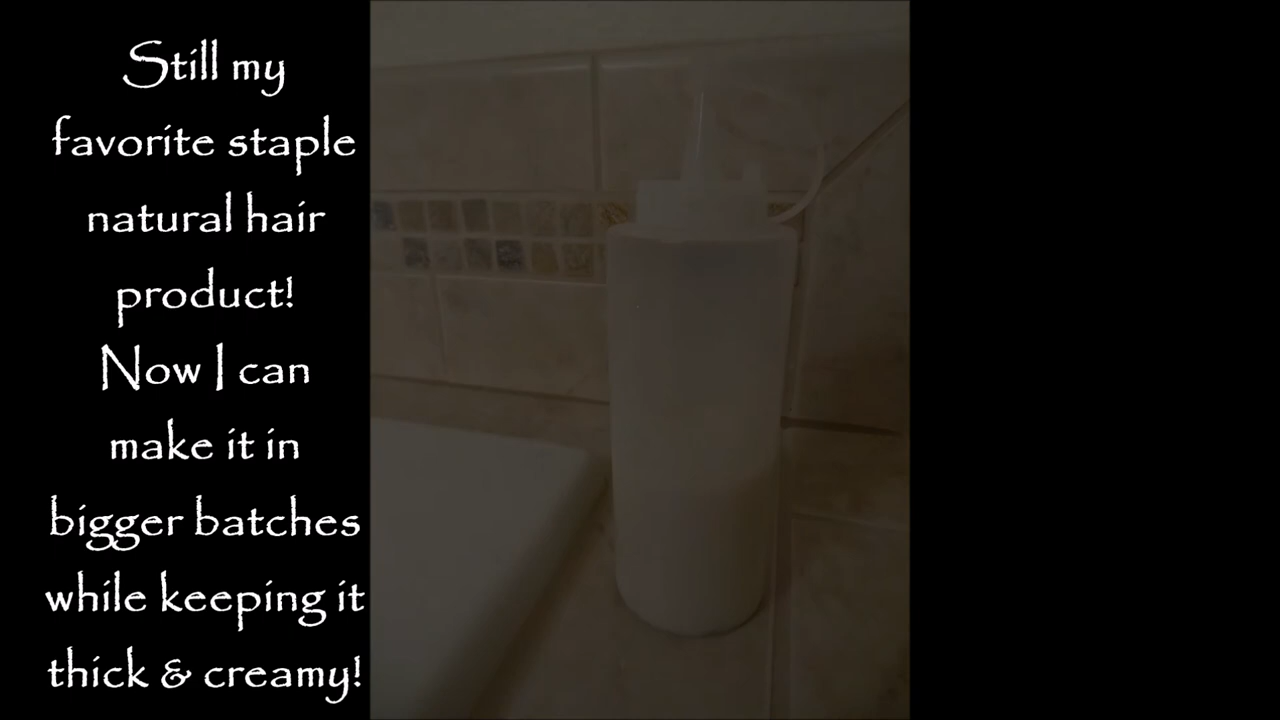 Still my
favorite staple
natural hair
product!
Now I can
make it in
bigger batches
while keeping it
thick & creamy!